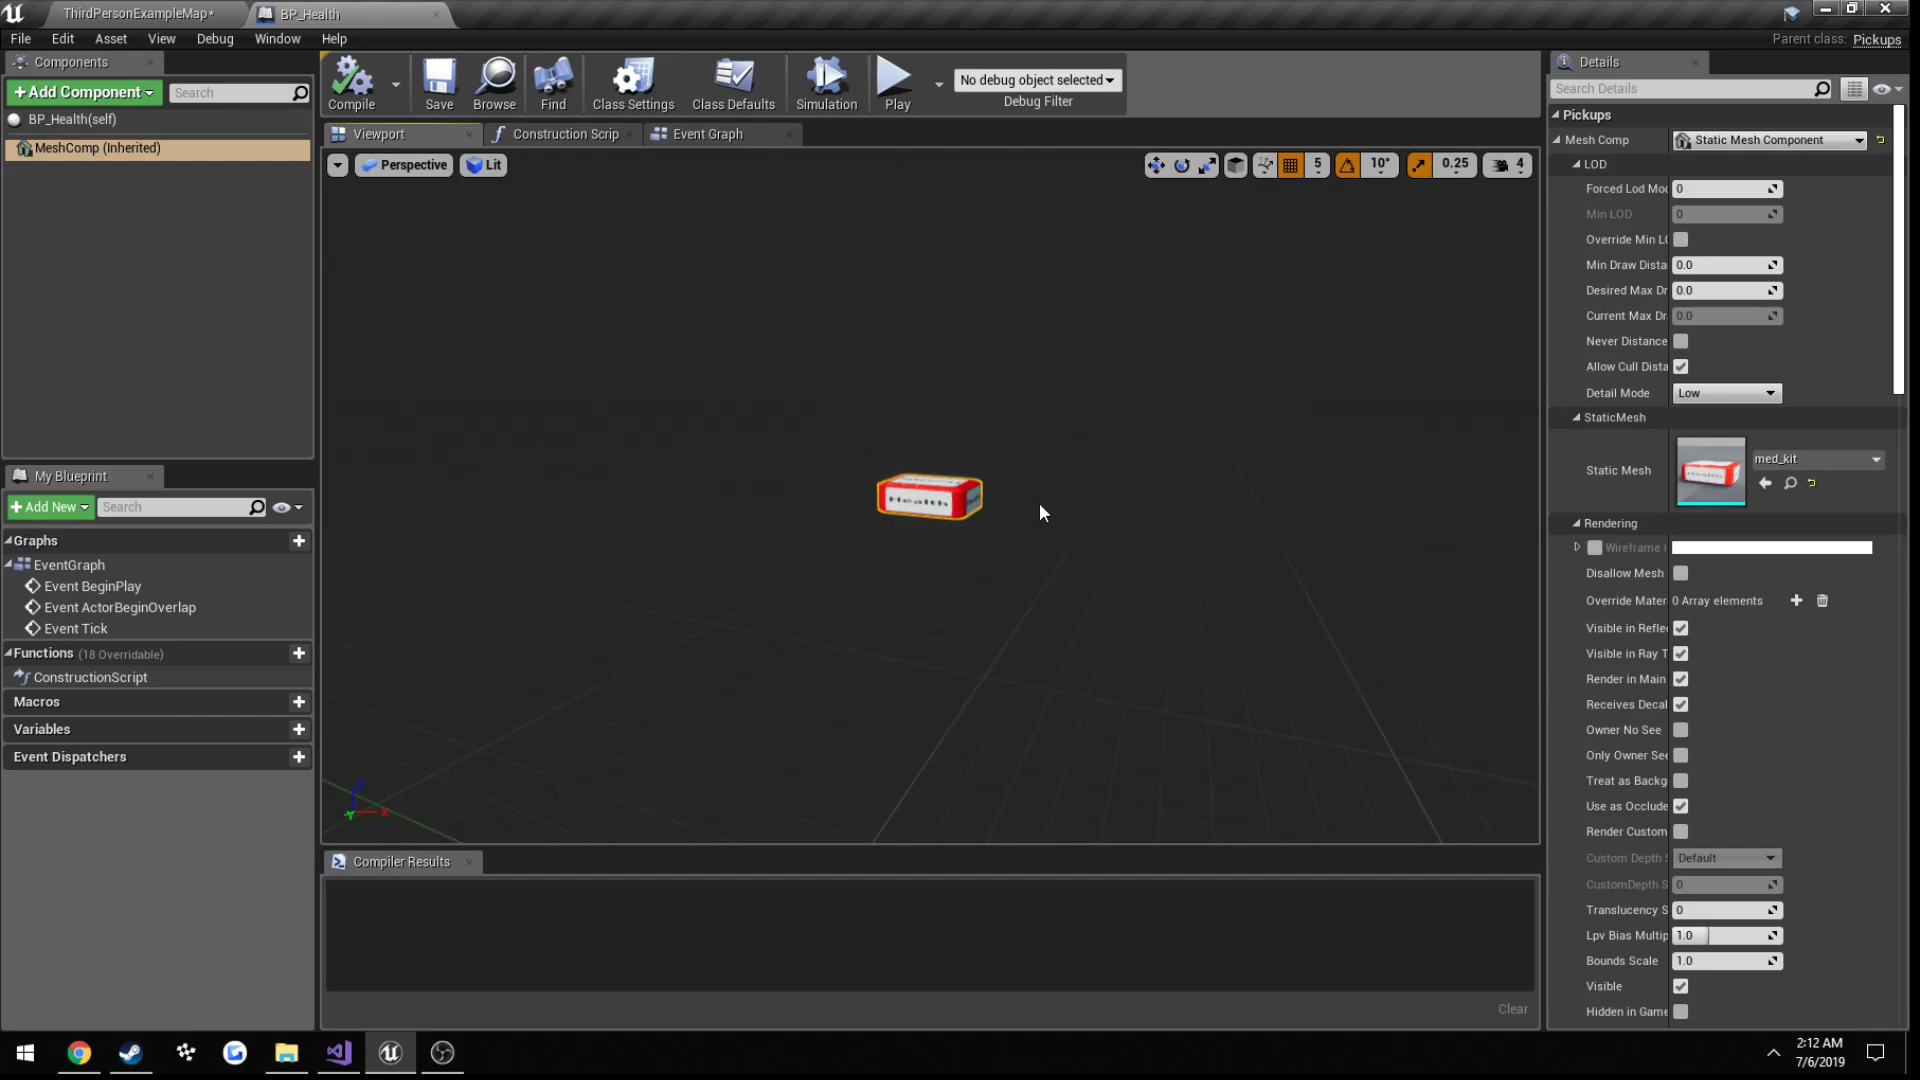 ThirdPersonExampleMap*
BP_Health
File Edit Asset View Debug Window Help
Parent class: Pickups
Components
Add Component
Search
BP_Health(self)
MeshComp (Inherited)
Compile
Save
Browse
Find
Class Settings
Class Defaults
Simulation
Play
No debug object selected
Debug Filter
Viewport
Construction Scrip
Event Graph
Perspective
Lit
5
10°
0.25
4
Health
X
Compiler Results
Clear
My Blueprint
Add New
Search
Graphs
EventGraph
Event BeginPlay
Event ActorBeginOverlap
Event Tick
Functions (18 Overridable)
ConstructionScript
Macros
Variables
Event Dispatchers
Details
Search Details
Pickups
Mesh Comp Static Mesh Component
LOD
Forced Lod Moc 0
Min LOD 0
Override Min L
Min Draw Dista 0.0
Desired Max Dr 0.0
Current Max Dr 0.0
Never Distance
Allow Cull Dista
Detail Mode Low
StaticMesh
Static Mesh med_kit
Rendering
Wireframe
Disallow Mesh
Override Mater 0 Array elements
Visible in Refle
Visible in Ray T
Render in Main
Receives Decal
Owner No See
Only Owner See
Treat as Backg
Use as Occlude
Render Custom
Custom Depth S Default
CustomDepth S 0
Translucency S 0
Lpv Bias Multip 1.0
Bounds Scale 1.0
Visible
Hidden in Game
2:12 AM
7/6/2019